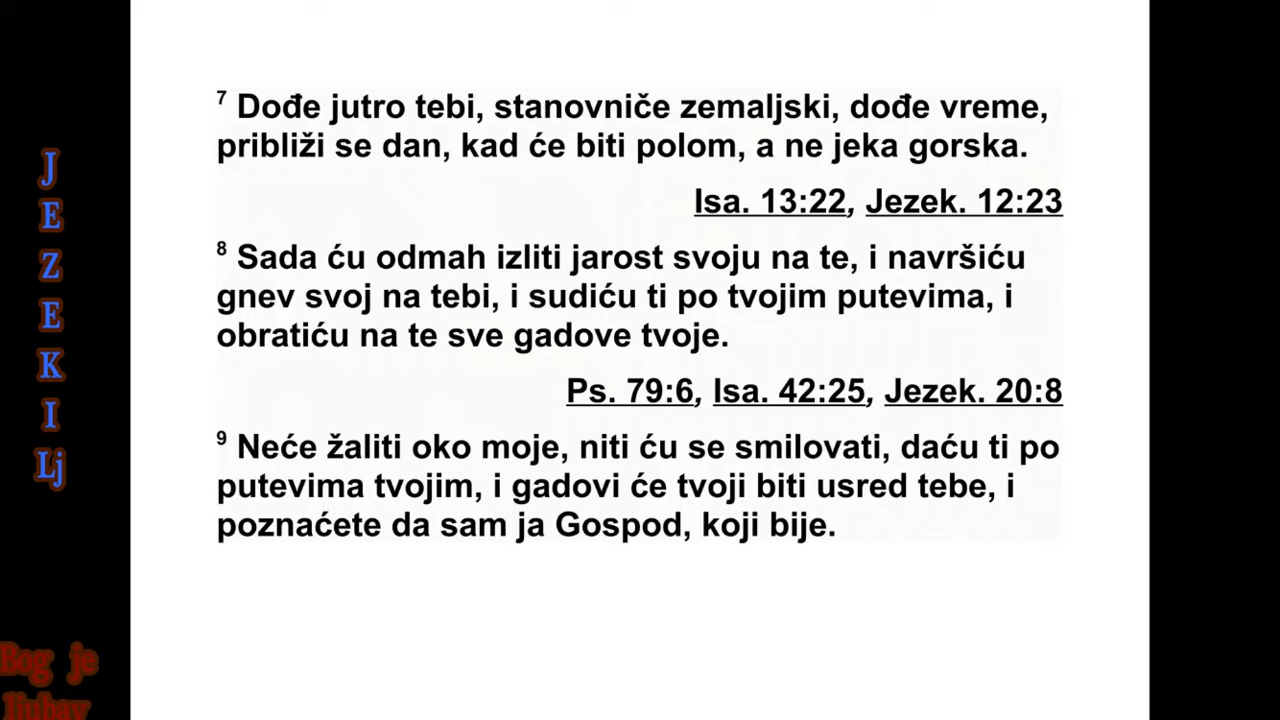 J
E
Z
E
K
I
Lj
Bog je
ljubav
7 Dođe jutro tebi, stanovniče zemaljski, dođe vreme,
približi se dan, kad će biti polom, a ne jeka gorska.
Isa. 13:22, Jezek. 12:23
8 Sada ću odmah izliti jarost svoju na te, i navršiću
gnev svoj na tebi, i sudiću ti po tvojim putevima, i
obratiću na te sve gadove tvoje.
Ps. 79:6, Isa. 42:25, Jezek. 20:8
9 Neće žaliti oko moje, niti ću se smilovati, daću ti po
putevima tvojim, i gadovi će tvoji biti usred tebe, i
poznaćete da sam ja Gospod, koji bije.